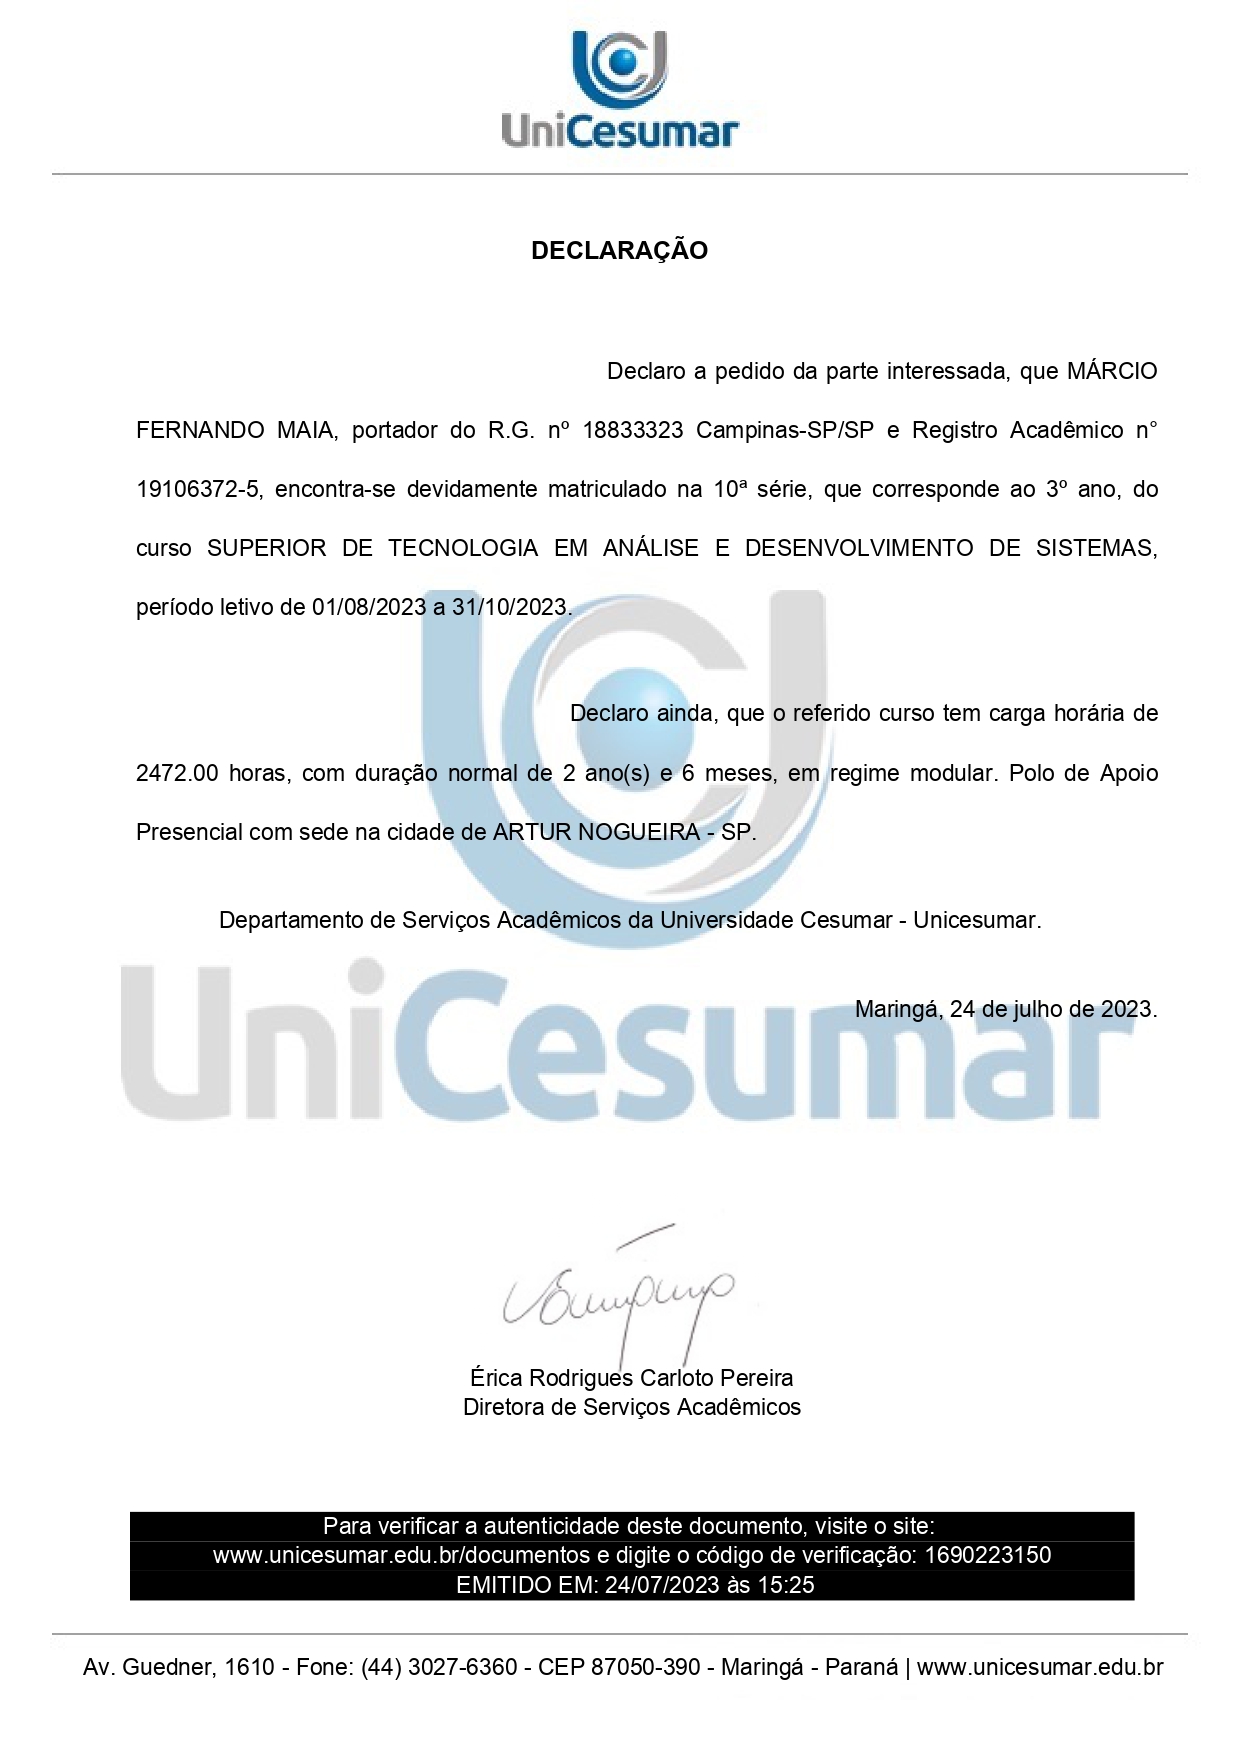 UniCesumar
DECLARAÇÃO
Declaro a pedido da parte interessada, que MÁRCIO
FERNANDO MAIA, portador do R.G. nº 18833323 Campinas-SP/SP e Registro Acadêmico n°
19106372-5, encontra-se devidamente matriculado na 10ª série, que corresponde ao 3º ano, do
curso SUPERIOR DE TECNOLOGIA EM ANÁLISE E DESENVOLVIMENTO DE SISTEMAS,
período letivo de 01/08/2023 a 31/10/2023.
Declaro ainda, que o referido curso tem carga horária de
2472.00 horas, com duração normal de 2 ano(s) e 6 meses, em regime modular. Polo de Apoio
Presencial com sede na cidade de ARTUR NOGUEIRA - SP.
Departamento de Serviços Acadêmicos da Universidade Cesumar - Unicesumar.
Maringá, 24 de julho de 2023.
UniCesumar
Érica Rodrigues Carloto Pereira
Diretora de Serviços Acadêmicos
Para verificar a autenticidade deste documento, visite o site:
www.unicesumar.edu.br/documentos e digite o código de verificação: 1690223150
EMITIDO EM: 24/07/2023 às 15:25
Av. Guedner, 1610 - Fone: (44) 3027-6360 - CEP 87050-390 - Maringá - Paraná | www.unicesumar.edu.br